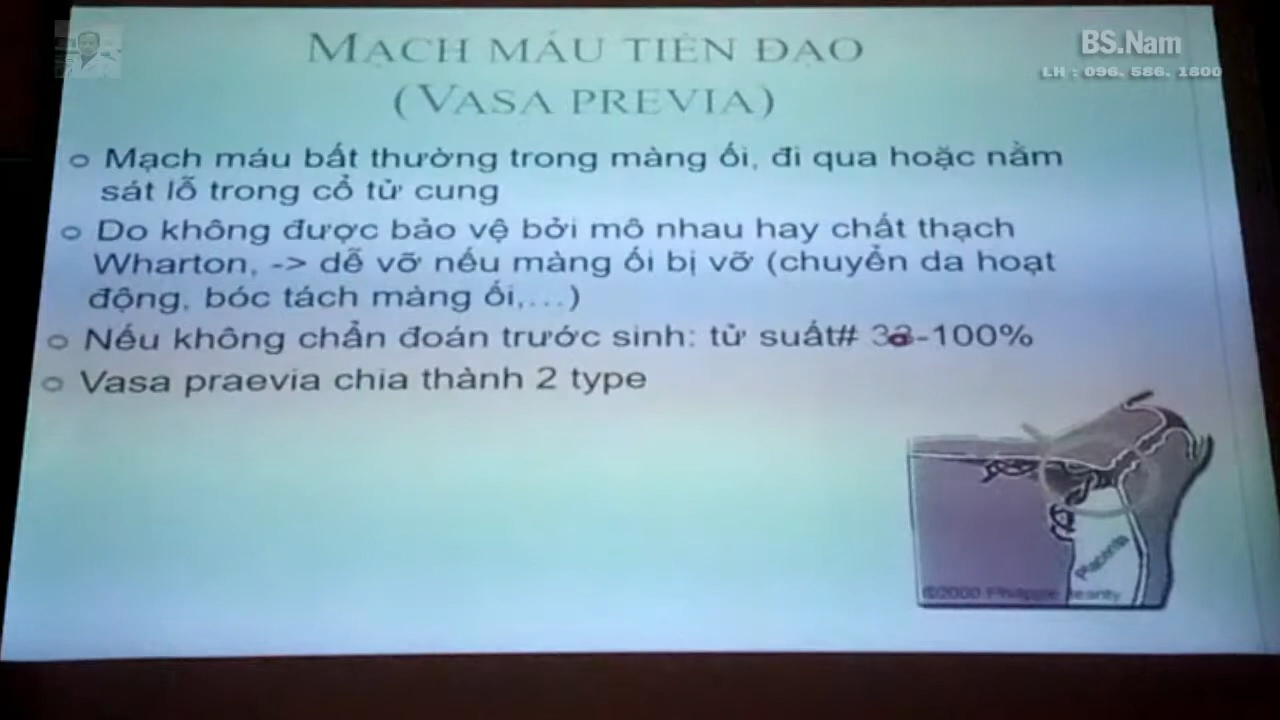 MẠCH MÁU TIỀN ĐẠO
(VASA PREVIA)
BS.Nam
LH : 096. 586. 1800
Mạch máu bất thường trong màng ối, đi qua hoặc nằm
sát lỗ trong cổ tử cung
Do không được bảo vệ bởi mô nhau hay chất thạch
Wharton, -> dễ vỡ nếu màng ối bị vỡ (chuyển dạ hoạt
động, bóc tách màng ối,...)
Nếu không chẩn đoán trước sinh: tử suất# 33-100%
Vasa praevia chia thành 2 type
Placenta
©2000 Philippe Jeanty